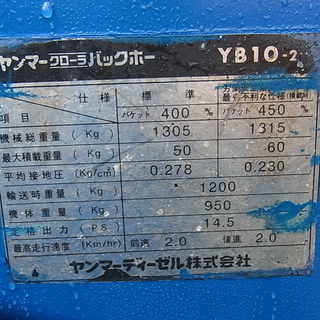 ヤンマークローラバックホー YB10-2
項目 仕様 標準 最も不利な仕様(積載時)
バケット 400 バケット 450
機械総重量 (Kg) 1305 1315
最大積載重量 (Kg) 50 60
平均接地圧 (Kg/cm²) 0.278 0.230
輸送時重量 (Kg) 1200
機体重量 (Kg) 950
定格出力 (PS) 14.5
最高走行速度 (Km/hr) 前進 2.0 後進 2.0
ヤンマーディーゼル株式会社